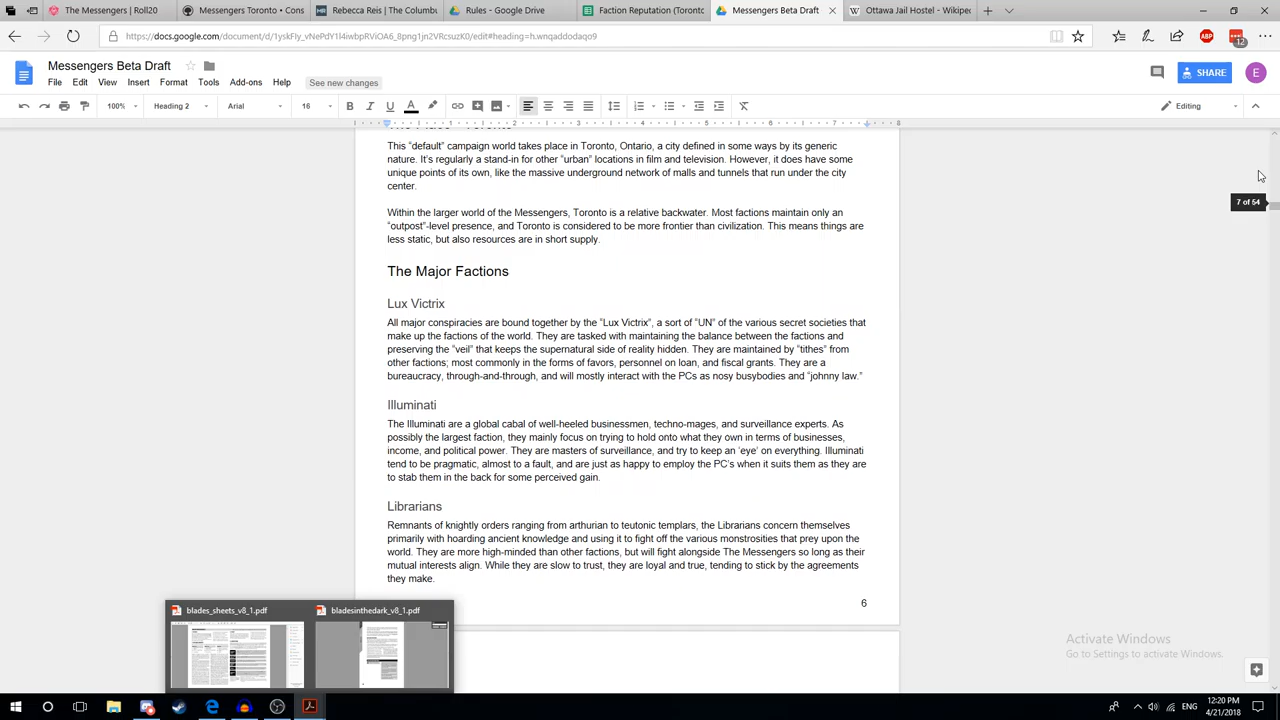 The Messengers | Roll20
Messengers Toronto • Cons
Rebecca Reis | The Columbu
Rules - Google Drive
Faction Reputation (Toronto
Messengers Beta Draft
Ottawa Jail Hostel - Wikipe
Messengers Beta Draft
SHARE
E
12
File Edit View Insert Format Tools Add-ons Help See new changes
100% Heading 2 Arial 16 Editing
1 2 3 4 5 6 7 8
This “default” campaign world takes place in Toronto, Ontario, a city defined in some ways by its generic
nature. It’s regularly a stand-in for other “urban” locations in film and television. However, it does have some
unique points of its own, like the massive underground network of malls and tunnels that run under the city
center.
7 of 54
Within the larger world of the Messengers, Toronto is a relative backwater. Most factions maintain only an
“outpost”-level presence, and Toronto is considered to be more frontier than civilization. This means things are
less static, but also resources are in short supply.
The Major Factions
Lux Victrix
All major conspiracies are bound together by the “Lux Victrix”, a sort of “UN” of the various secret societies that
make up the factions of the world. They are tasked with maintaining the balance between the factions and
preserving the “veil” that keeps the supernatural side of reality hidden. They are maintained by “tithes” from
other factions; most commonly in the forms of favors, personnel on loan, and fiscal grants. They are a
bureaucracy, through-and-through, and will mostly interact with the PCs as nosy busybodies and “johnny law.”
Illuminati
The Illuminati are a global cabal of well-heeled businessmen, techno-mages, and surveillance experts. As
possibly the largest faction, they mainly focus on trying to hold onto what they own in terms of businesses,
income, and political power. They are masters of surveillance, and try to keep an ‘eye’ on everything. Illuminati
tend to be pragmatic, almost to a fault, and are just as happy to employ the PC’s when it suits them as they are
to stab them in the back for some perceived gain.
Librarians
Remnants of knightly orders ranging from arthurian to teutonic templars, the Librarians concern themselves
primarily with hoarding ancient knowledge and using it to fight off the various monstrosities that prey upon the
world. They are more high-minded than other factions, but will fight alongside The Messengers so long as their
mutual interests align. While they are slow to trust, they are loyal and true, tending to stick by the agreements
they make.
6
blades_sheets_v8_1.pdf
bladesinthedark_v8_1.pdf
Activate Windows
Go to Settings to activate Windows.
ENG
12:20 PM
4/21/2018